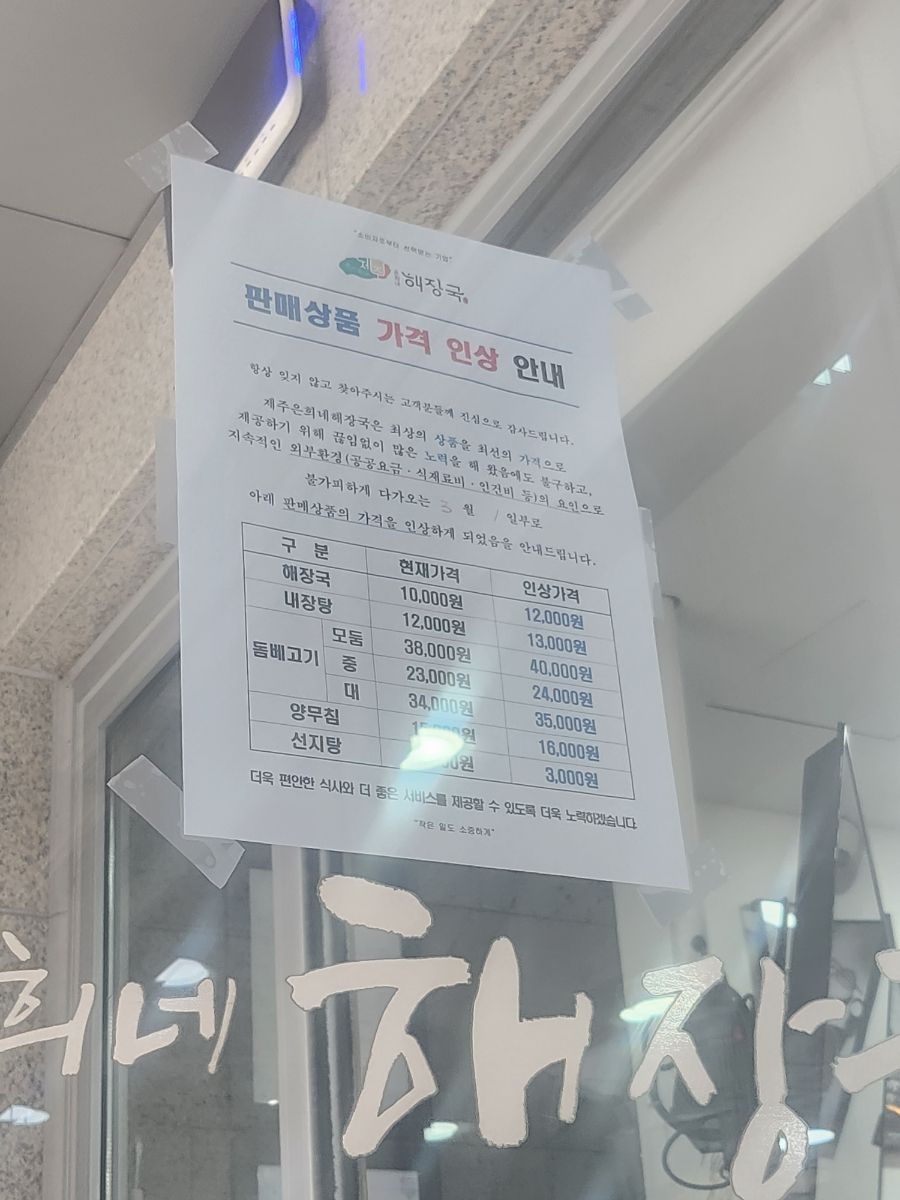 "소비자로부터 선택받는 기업"
제주 은희네 해장국
판매상품 가격 인상 안내
항상 잊지 않고 찾아주시는 고객분들께 진심으로 감사드립니다.
제주은희네해장국은 최상의 상품을 최선의 가격으로
제공하기 위해 끊임없이 많은 노력을 해 왔음에도 불구하고,
지속적인 외부환경(공공요금·식재료비·인건비 등)의 요인으로
불가피하게 다가오는 3 월 1 일부로
아래 판매상품의 가격을 인상하게 되었음을 안내드립니다.
구 분 현재가격 인상가격
해장국 10,000원 12,000원
내장탕 12,000원 13,000원
돔베고기 모둠 38,000원 40,000원
중 23,000원 24,000원
대 34,000원 35,000원
양무침 16,000원
선지탕 3,000원
더욱 편안한 식사와 더 좋은 서비스를 제공할 수 있도록 더욱 노력하겠습니다.
"작은 일도 소중하게"
희네 해장